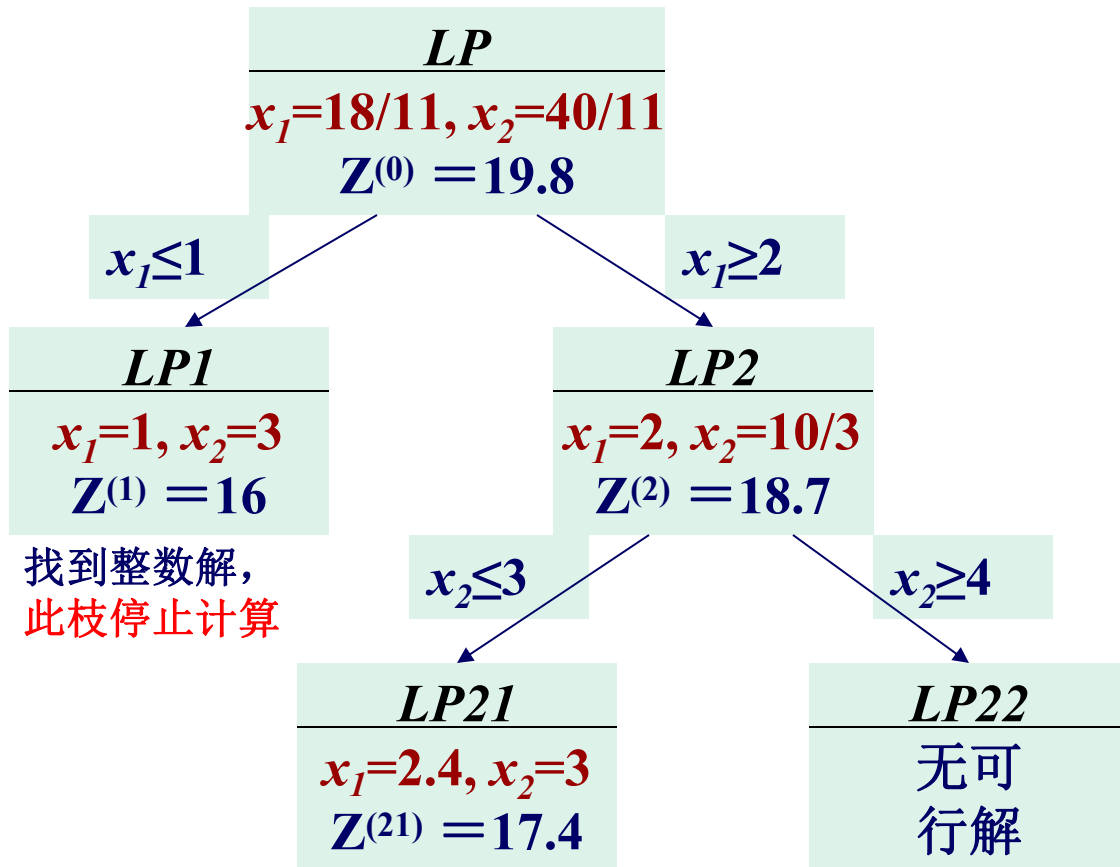 LP
x₁=18/11, x₂=40/11
Z⁽⁰⁾ ＝19.8
x₁≤1
x₁≥2
LP1
x₁=1, x₂=3
Z⁽¹⁾ ＝16
找到整数解，
此枝停止计算
LP2
x₁=2, x₂=10/3
Z⁽²⁾ ＝18.7
x₂≤3
x₂≥4
LP21
x₁=2.4, x₂=3
Z⁽²¹⁾ ＝17.4
LP22
无可
行解